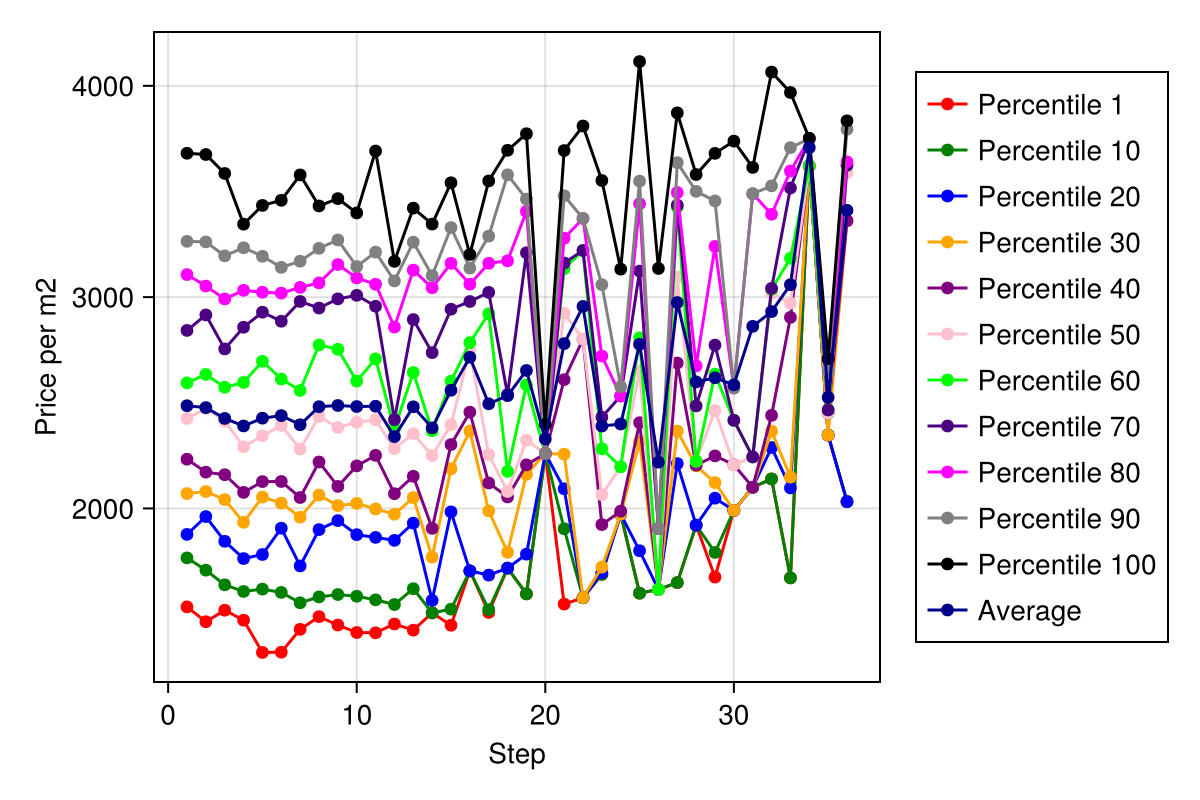 4000
3000
2000
Price per m2
0 10 20 30
Step
Percentile 1
Percentile 10
Percentile 20
Percentile 30
Percentile 40
Percentile 50
Percentile 60
Percentile 70
Percentile 80
Percentile 90
Percentile 100
Average